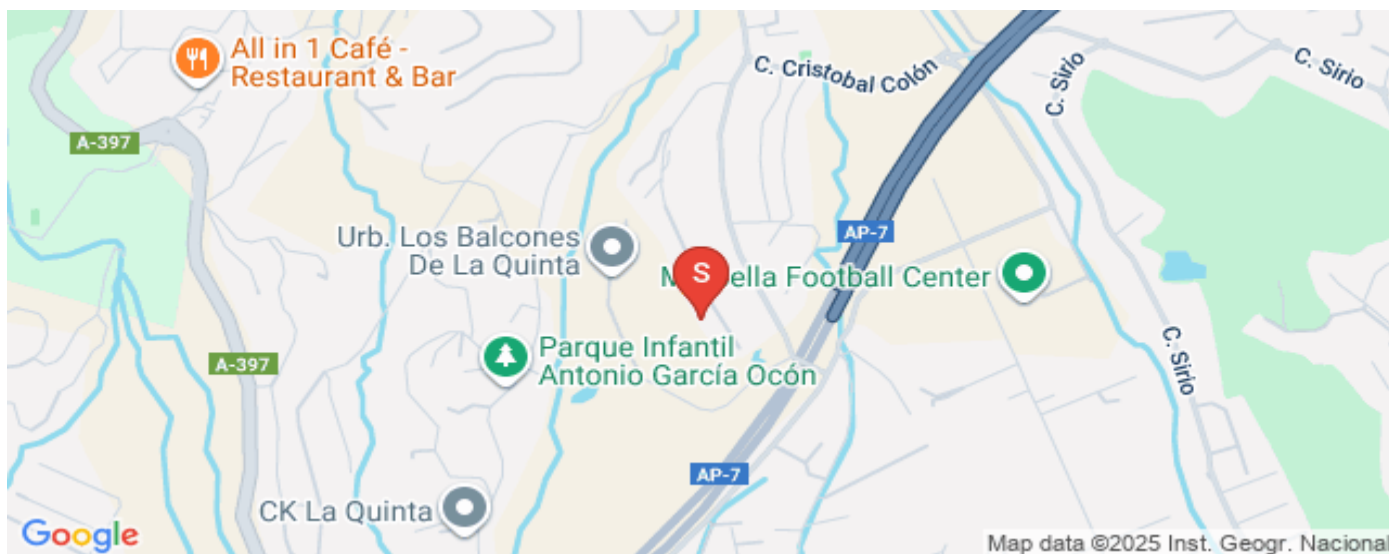 All in 1 Café -
Restaurant & Bar
C. Cristobal Colón
C. Sirio
C. Sirio
A-397
Urb. Los Balcones
De La Quinta
AP-7
S
ella Football Center
Parque Infantil
Antonio García Ocón
A-397
C. Sirio
AP-7
CK La Quinta
Google
Map data ©2025 Inst. Geogr. Nacional